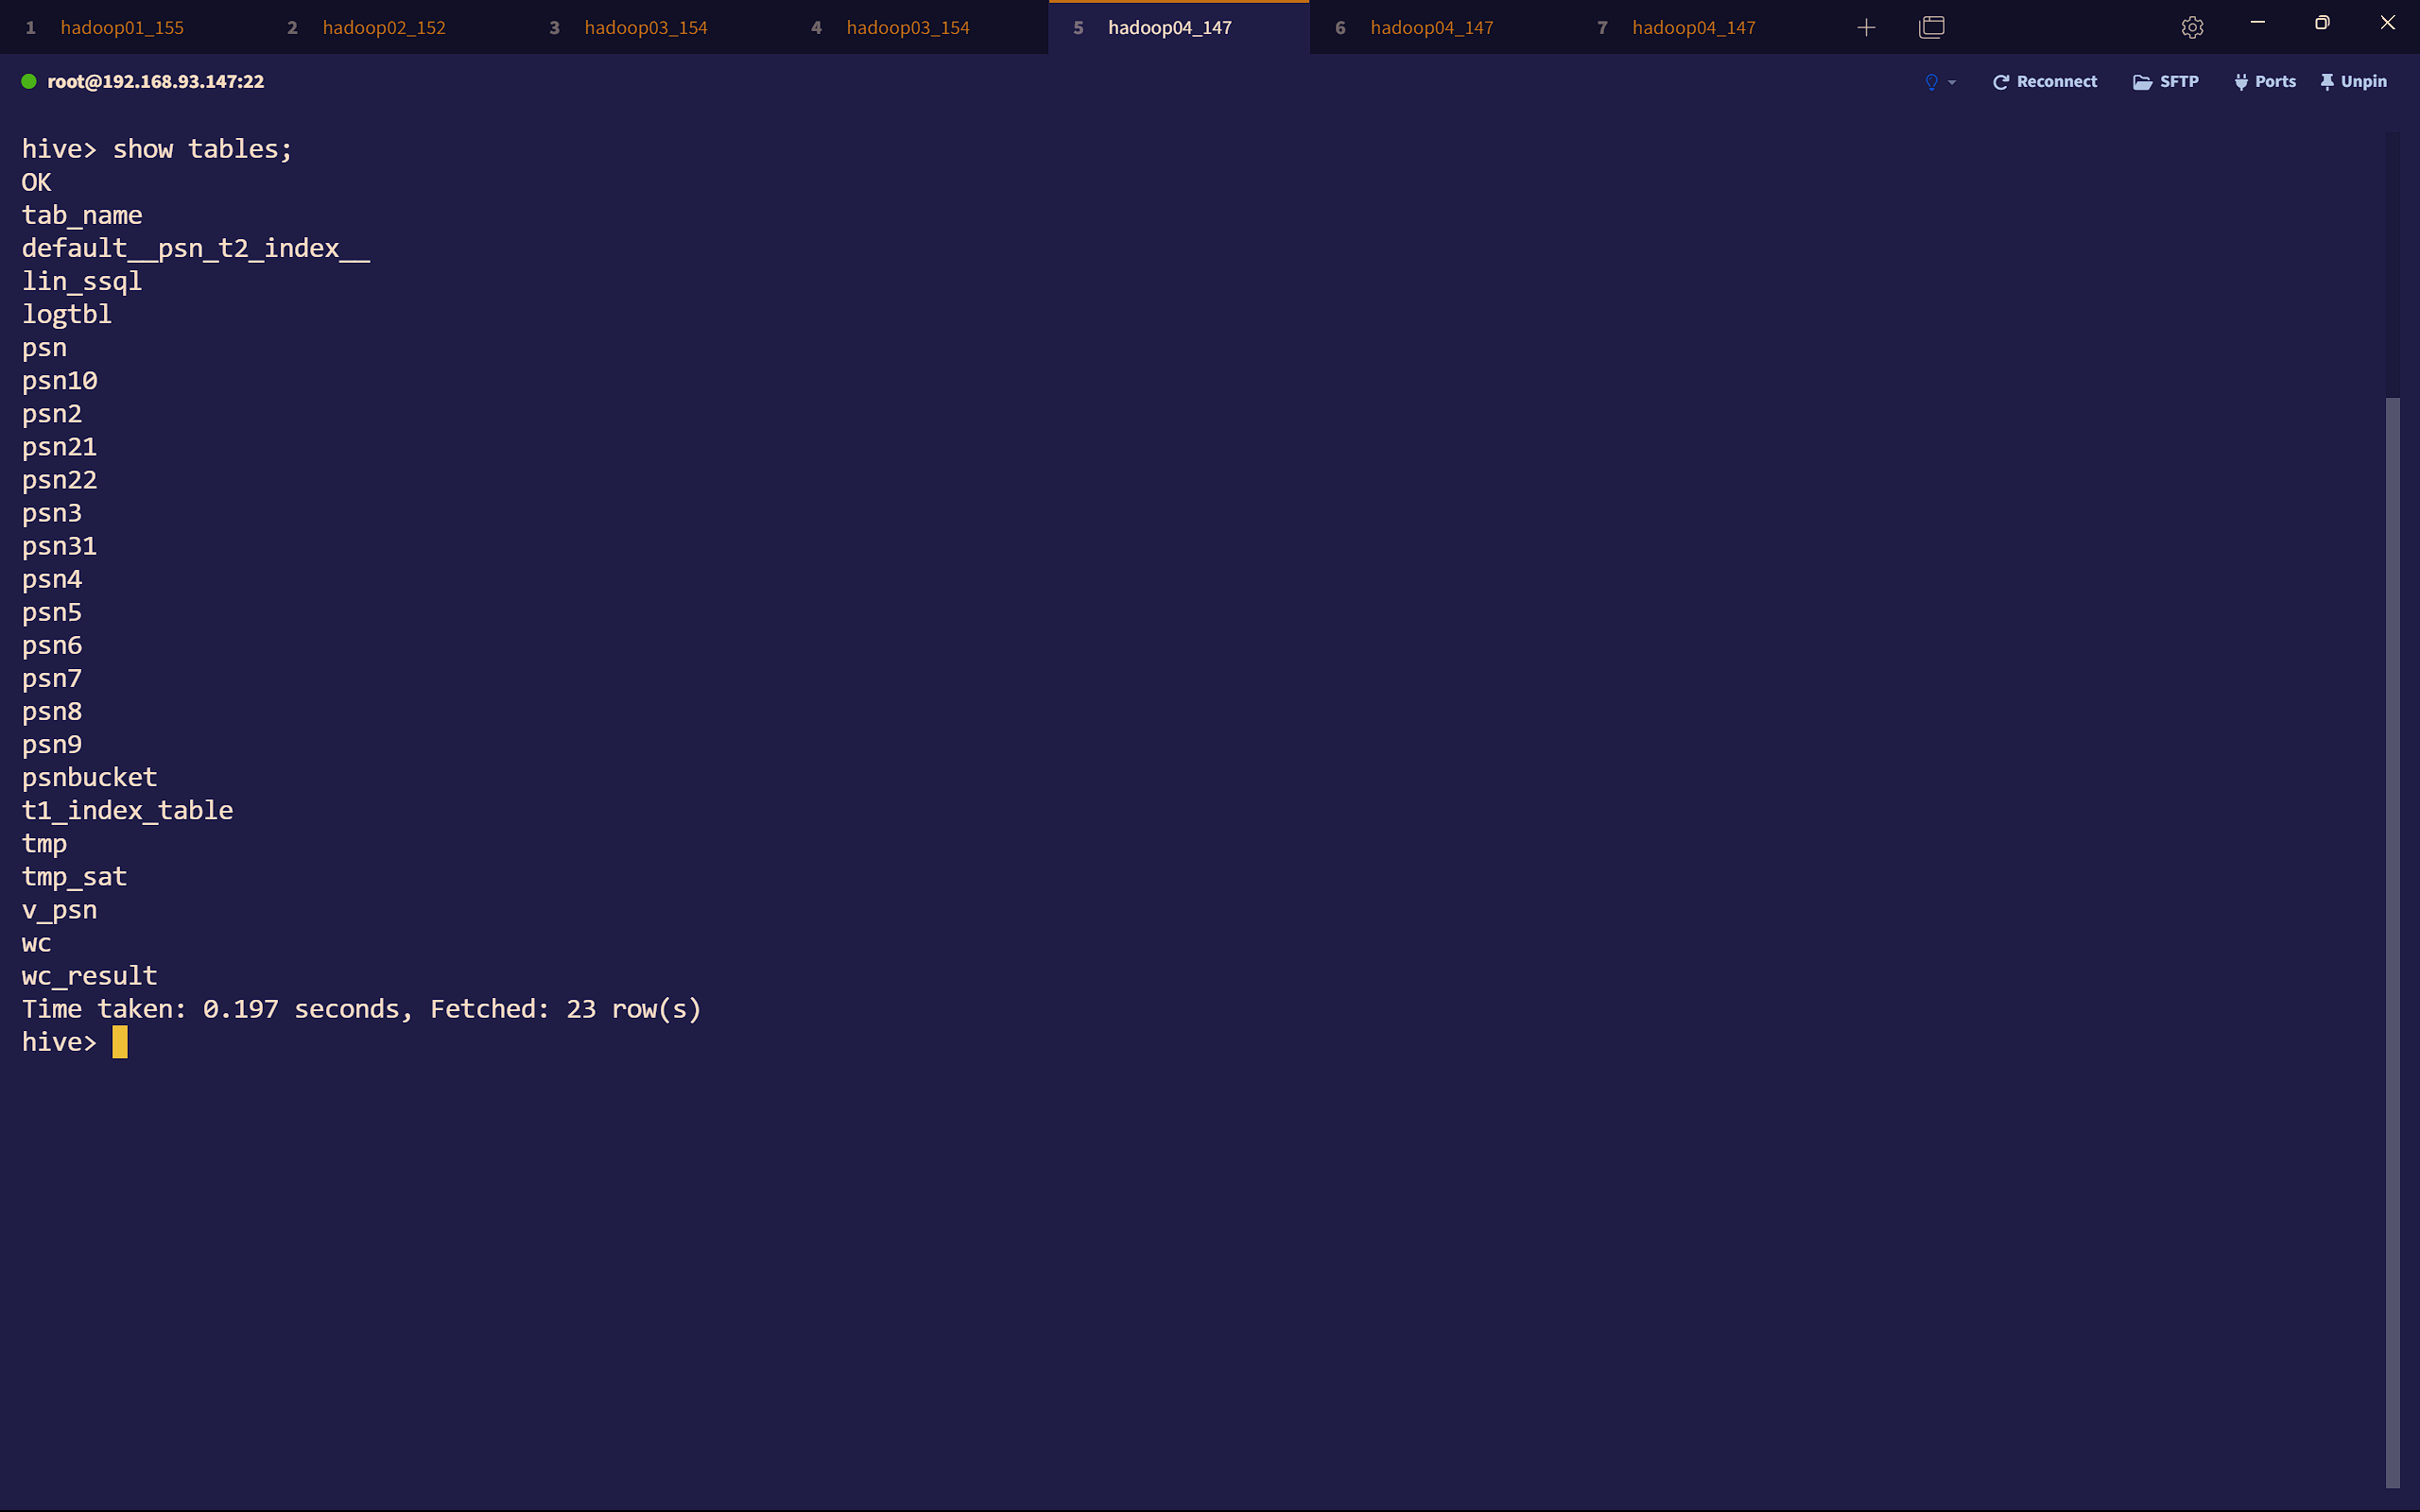 1 hadoop01_155 2 hadoop02_152 3 hadoop03_154 4 hadoop03_154 5 hadoop04_147 6 hadoop04_147 7 hadoop04_147
root@192.168.93.147:22 Reconnect SFTP Ports Unpin
hive> show tables;
OK
tab_name
default__psn_t2_index__
lin_ssql
logtbl
psn
psn10
psn2
psn21
psn22
psn3
psn31
psn4
psn5
psn6
psn7
psn8
psn9
psnbucket
t1_index_table
tmp
tmp_sat
v_psn
wc
wc_result
Time taken: 0.197 seconds, Fetched: 23 row(s)
hive>